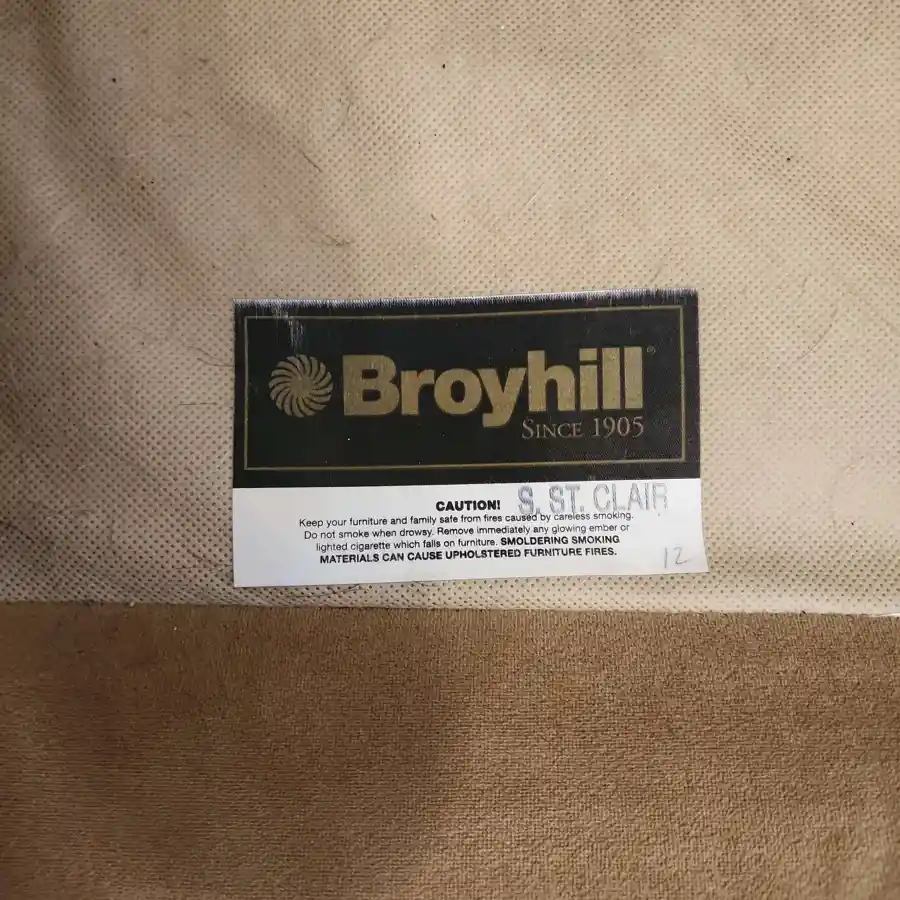 Broyhill®
SINCE 1905
CAUTION! S. ST. CLAIR
Keep your furniture and family safe from fires caused by careless smoking.
Do not smoke when drowsy. Remove immediately any glowing ember or
lighted cigarette which falls on furniture. SMOLDERING SMOKING
MATERIALS CAN CAUSE UPHOLSTERED FURNITURE FIRES.
12